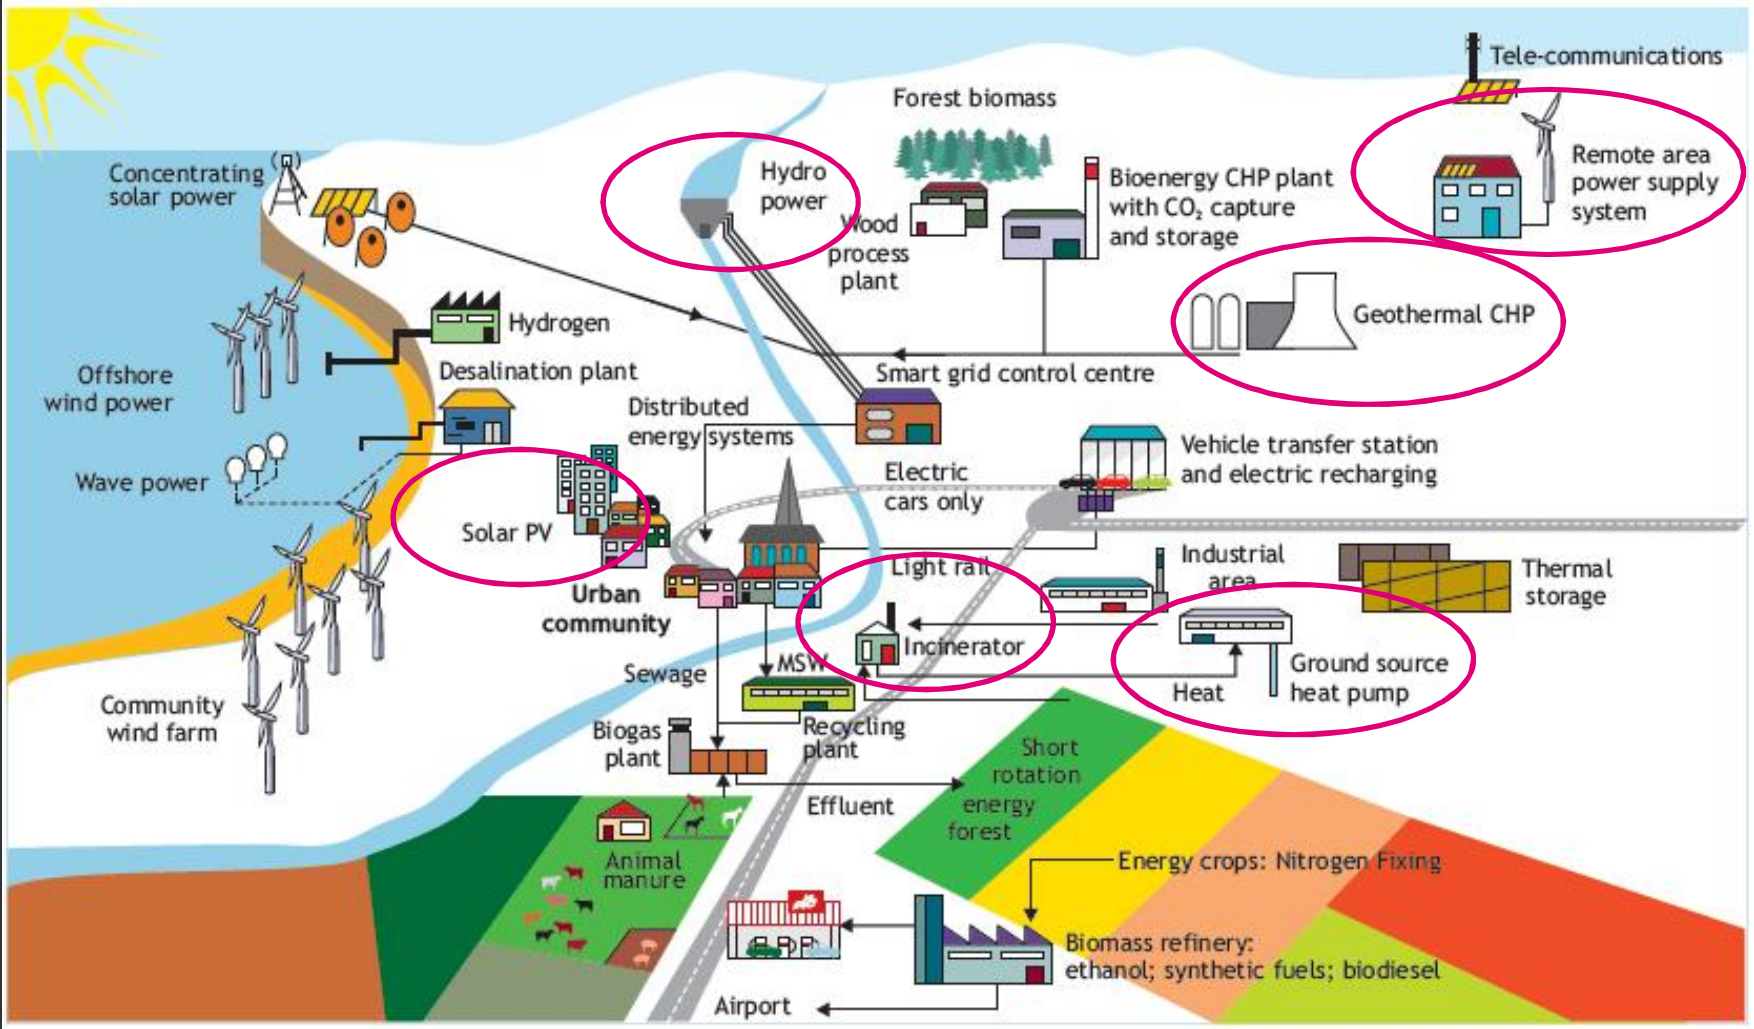 Tele-communications
Forest biomass
Remote area
power supply
system
Concentrating
solar power
Hydro
power
Bioenergy CHP plant
with CO₂ capture
and storage
Wood
process
plant
Geothermal CHP
Hydrogen
Offshore
wind power
Desalination plant
Smart grid control centre
Distributed
energy systems
Wave power
Electric
cars only
Vehicle transfer station
and electric recharging
Solar PV
Light rail
Industrial
area
Thermal
storage
Urban
community
Incinerator
Sewage
MSW
Heat
Ground source
heat pump
Community
wind farm
Biogas
plant
Recycling
plant
Short
rotation
energy
forest
Effluent
Animal
manure
Energy crops: Nitrogen Fixing
Biomass refinery:
ethanol; synthetic fuels; biodiesel
Airport